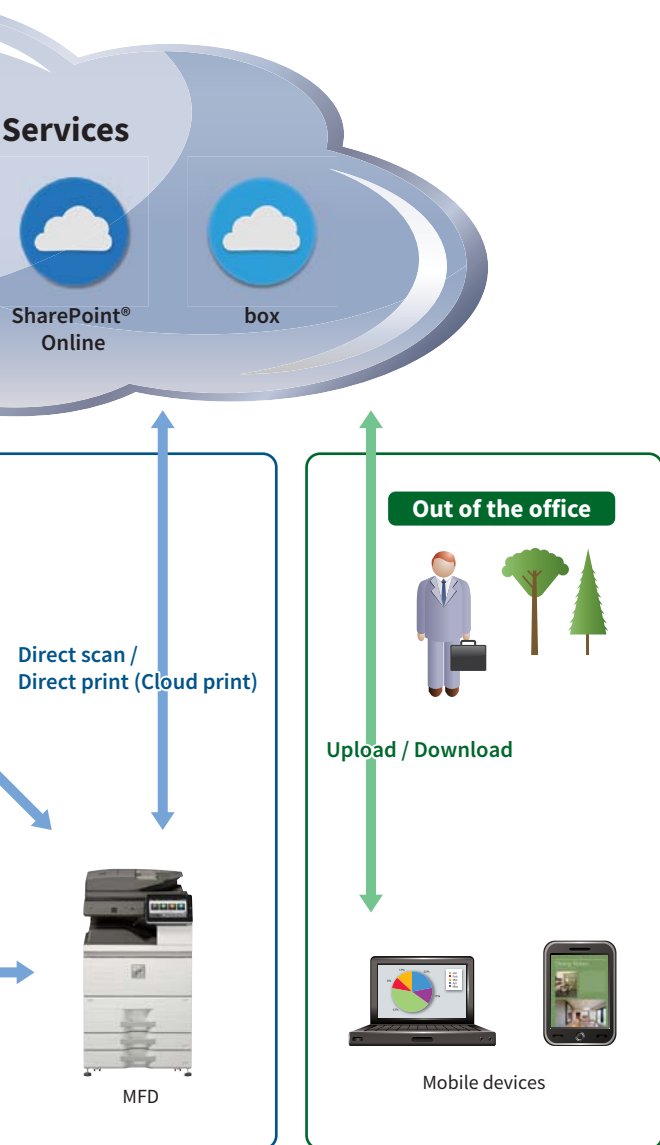 Services
SharePoint®
Online
box
Out of the office
Direct scan /
Direct print (Cloud print)
Upload / Download
MFD
Mobile devices